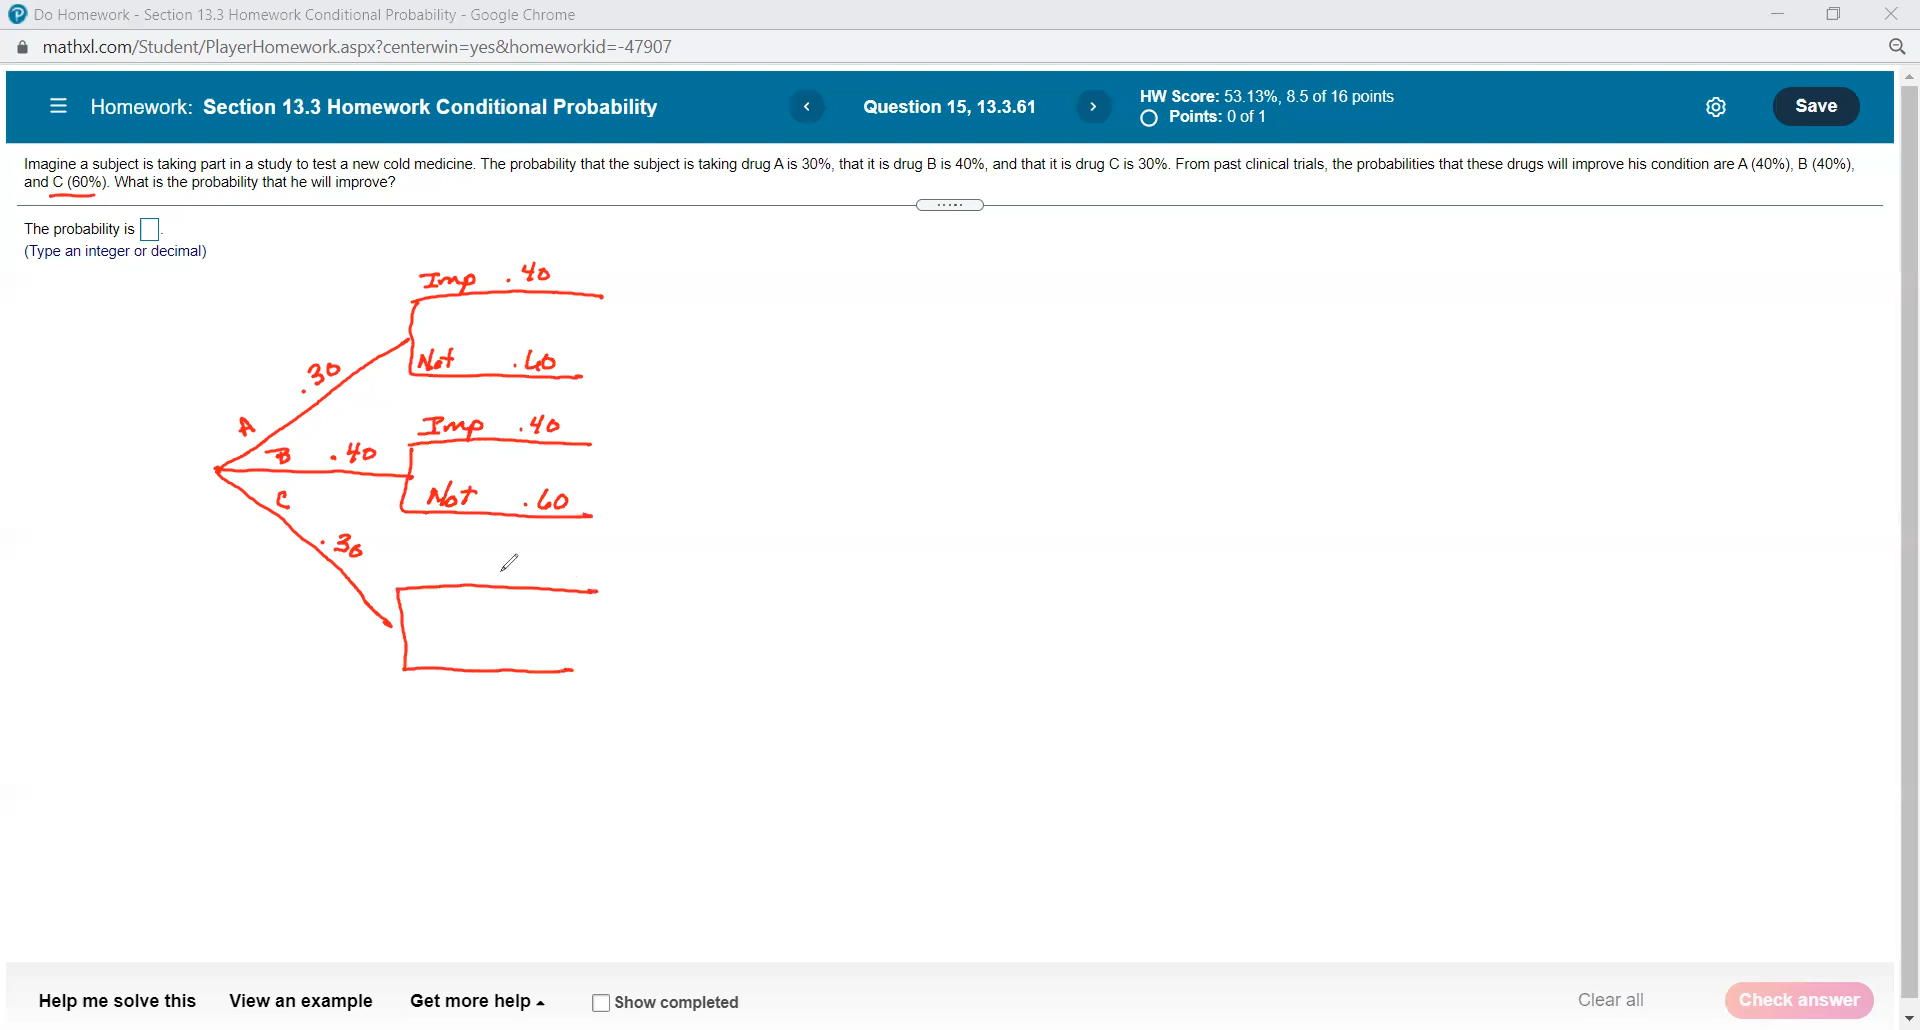 Do Homework - Section 13.3 Homework Conditional Probability - Google Chrome
mathxl.com/Student/PlayerHomework.aspx?centerwin=yes&homeworkid=-47907
Homework: Section 13.3 Homework Conditional Probability
Question 15, 13.3.61
HW Score: 53.13%, 8.5 of 16 points
Points: 0 of 1
Save
Imagine a subject is taking part in a study to test a new cold medicine. The probability that the subject is taking drug A is 30%, that it is drug B is 40%, and that it is drug C is 30%. From past clinical trials, the probabilities that these drugs will improve his condition are A (40%), B (40%),
and C (60%). What is the probability that he will improve?
The probability is .
(Type an integer or decimal)
Imp .40
.30
Not .60
A
Imp .40
B .40
C
Not .60
.30
Help me solve this
View an example
Get more help
Show completed
Clear all
Check answer